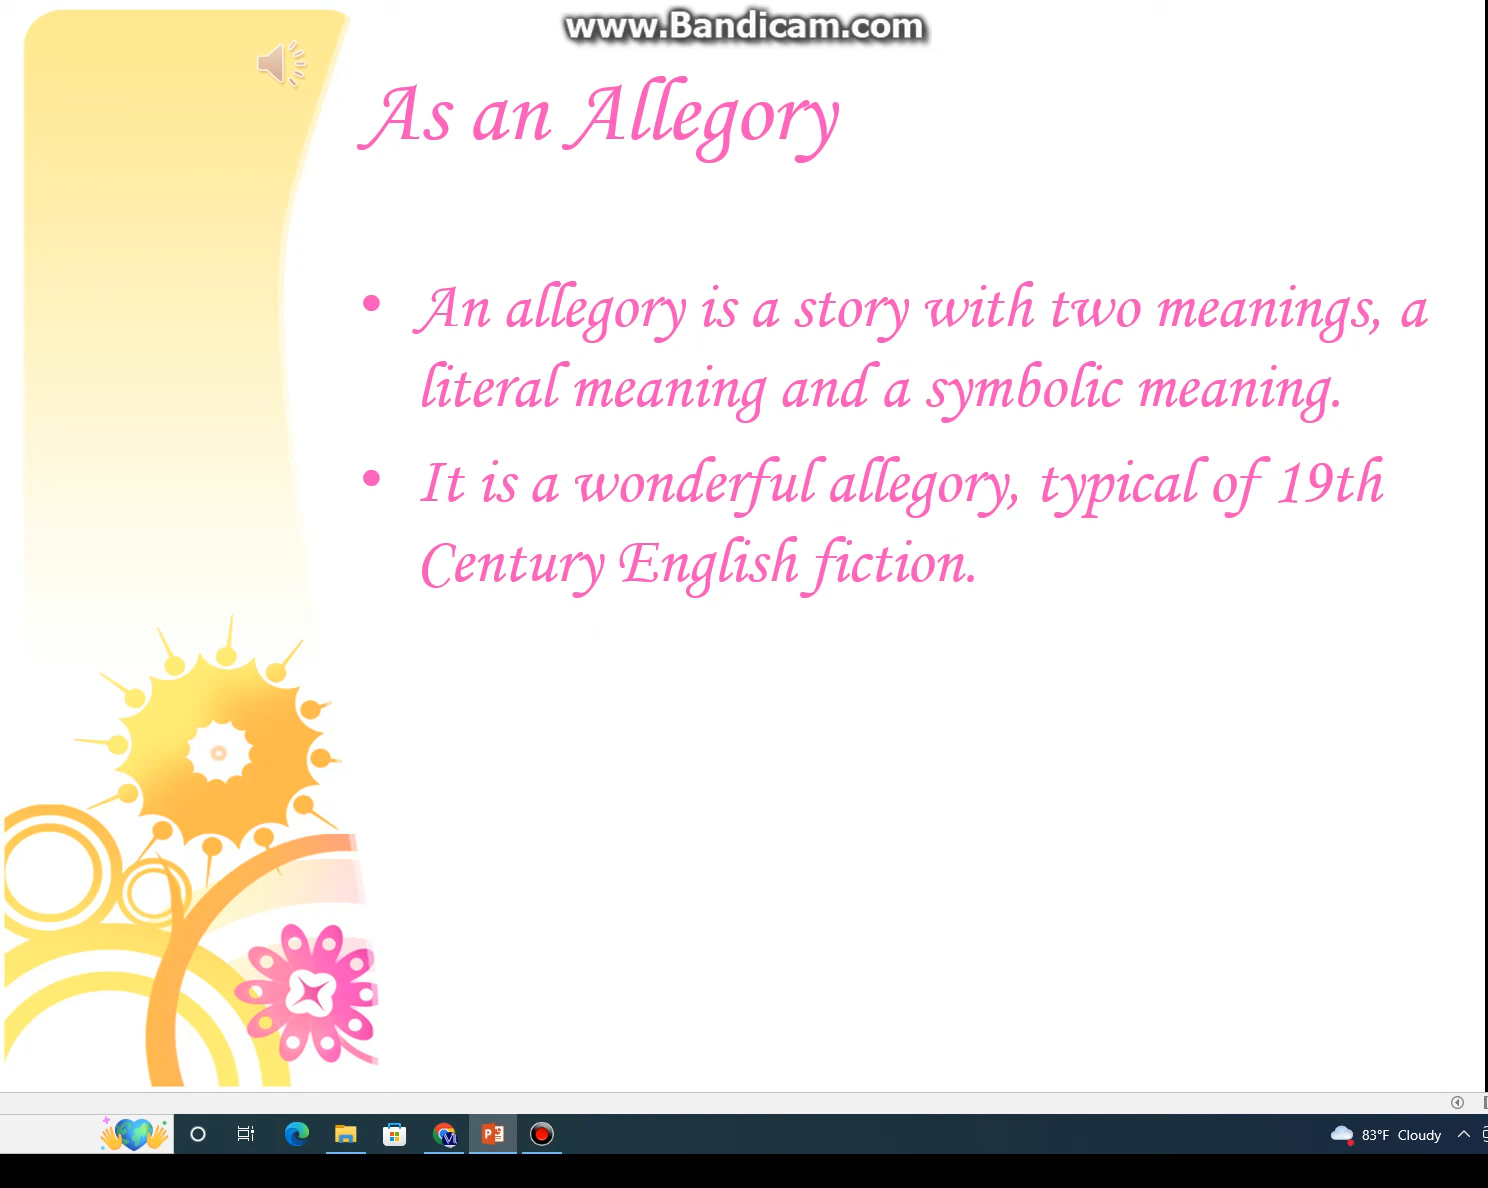 www.Bandicam.com
As an Allegory
• An allegory is a story with two meanings, a
literal meaning and a symbolic meaning.
• It is a wonderful allegory, typical of 19th
Century English fiction.
83°F Cloudy